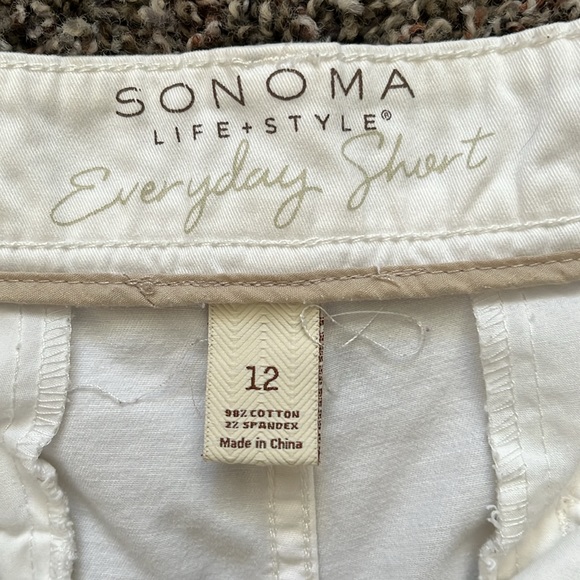 SONOMA
LIFE+STYLE®
Everyday Short
12
98% COTTON
2% SPANDEX
Made in China